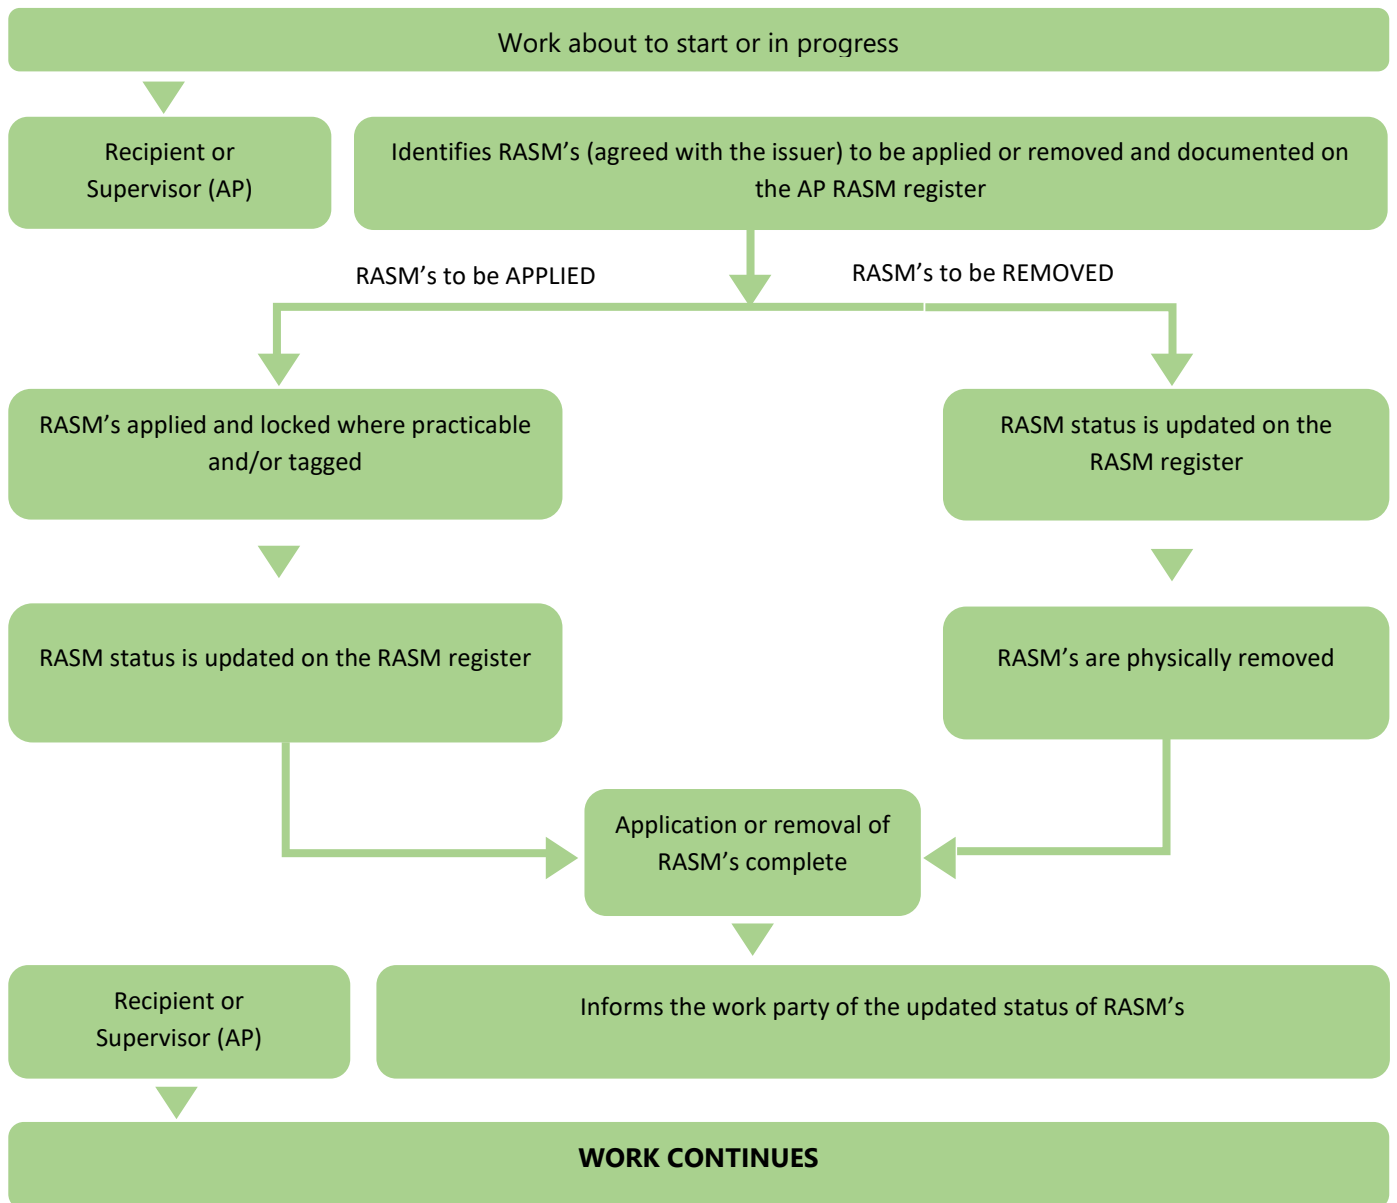 Work about to start or in progress
Recipient or
Supervisor (AP)
Identifies RASM’s (agreed with the issuer) to be applied or removed and documented on
the AP RASM register
RASM’s to be APPLIED
RASM’s to be REMOVED
RASM’s applied and locked where practicable
and/or tagged
RASM status is updated on the
RASM register
RASM status is updated on the RASM register
RASM’s are physically removed
Application or removal of
RASM’s complete
Recipient or
Supervisor (AP)
Informs the work party of the updated status of RASM’s
WORK CONTINUES